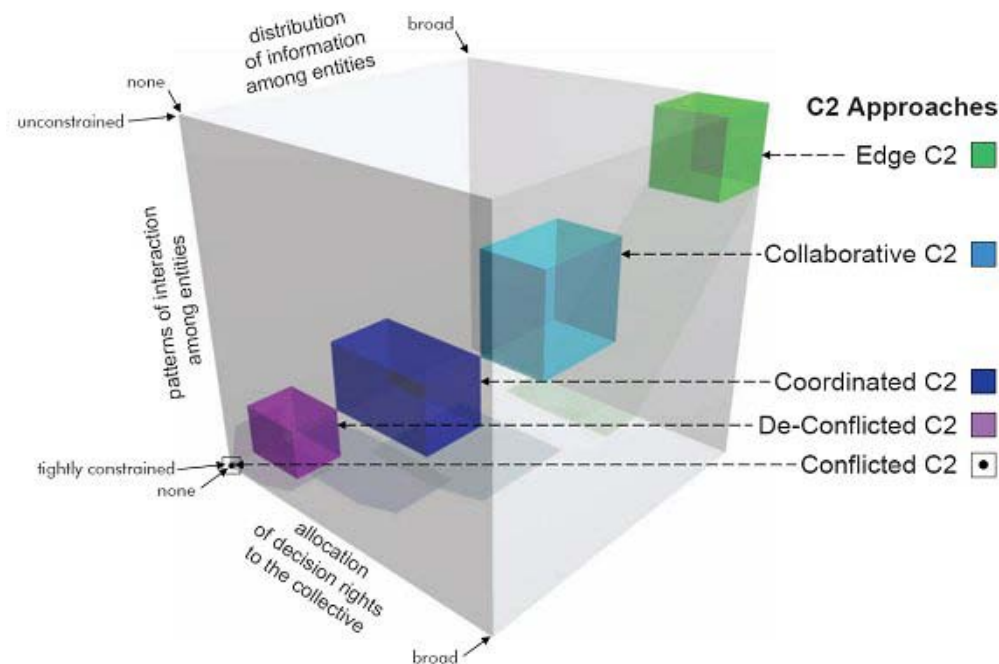 distribution
of information
among entities
broad
none
unconstrained
patterns of interaction
among entities
tightly constrained
none
allocation
of decision rights
to the collective
broad
C2 Approaches
Edge C2
Collaborative C2
Coordinated C2
De-Conflicted C2
Conflicted C2